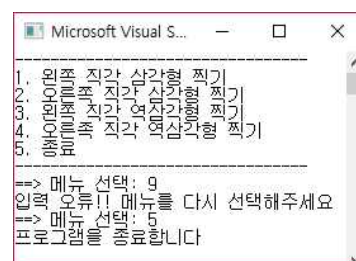 Microsoft Visual S...
----------------------------------
1. 왼쪽 직각 삼각형 찍기
2. 오른쪽 직각 삼각형 찍기
3. 왼쪽 직각 역삼각형 찍기
4. 오른족 직각 역삼각형 찍기
5. 종료
----------------------------------
==> 메뉴 선택: 9
입력 오류!! 메뉴를 다시 선택해주세요
==> 메뉴 선택: 5
프로그램을 종료합니다